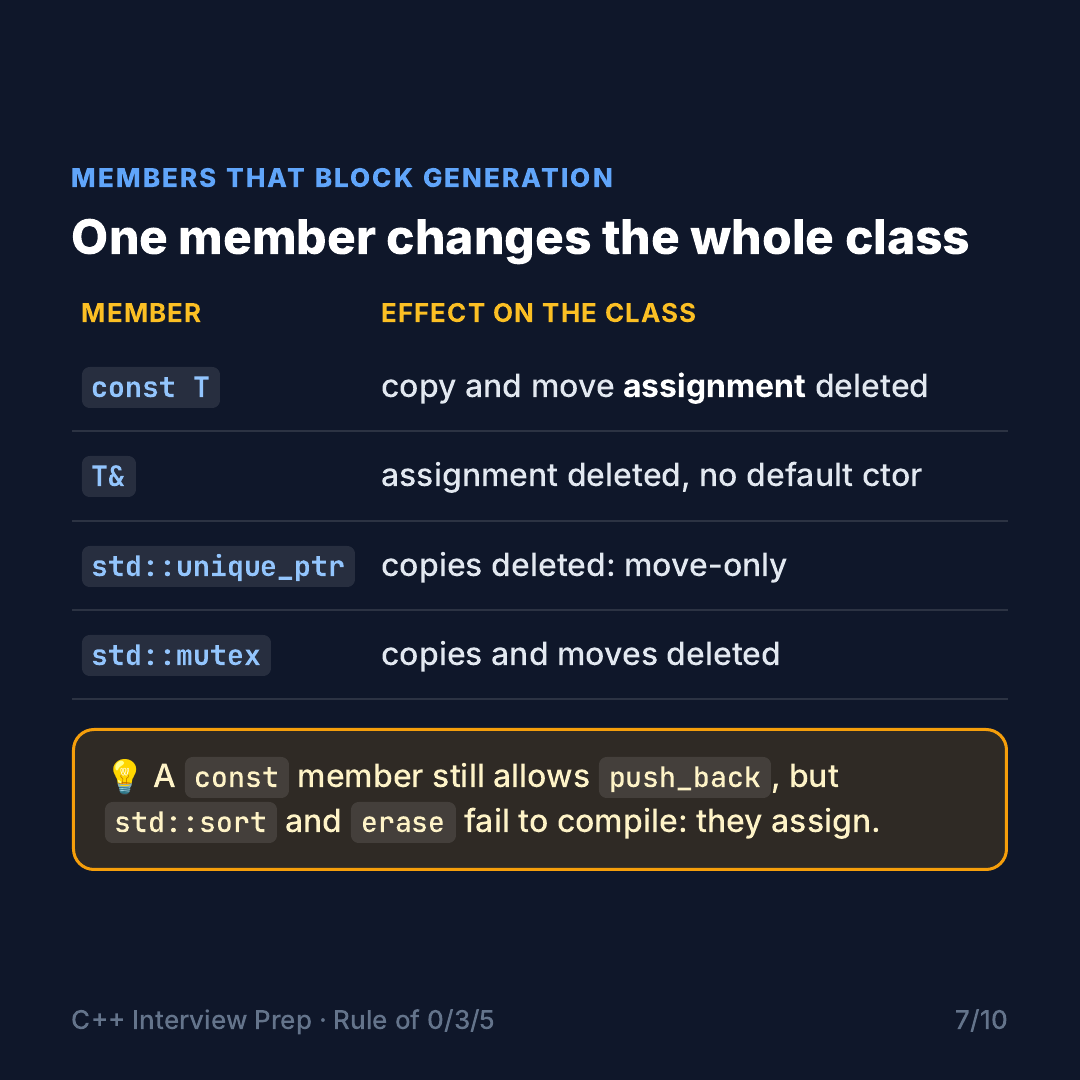 MEMBERS THAT BLOCK GENERATION
One member changes the whole class
MEMBER EFFECT ON THE CLASS
const T copy and move assignment deleted
T& assignment deleted, no default ctor
std::unique_ptr copies deleted: move-only
std::mutex copies and moves deleted
💡 A const member still allows push_back, but
std::sort and erase fail to compile: they assign.
C++ Interview Prep · Rule of 0/3/5 7/10